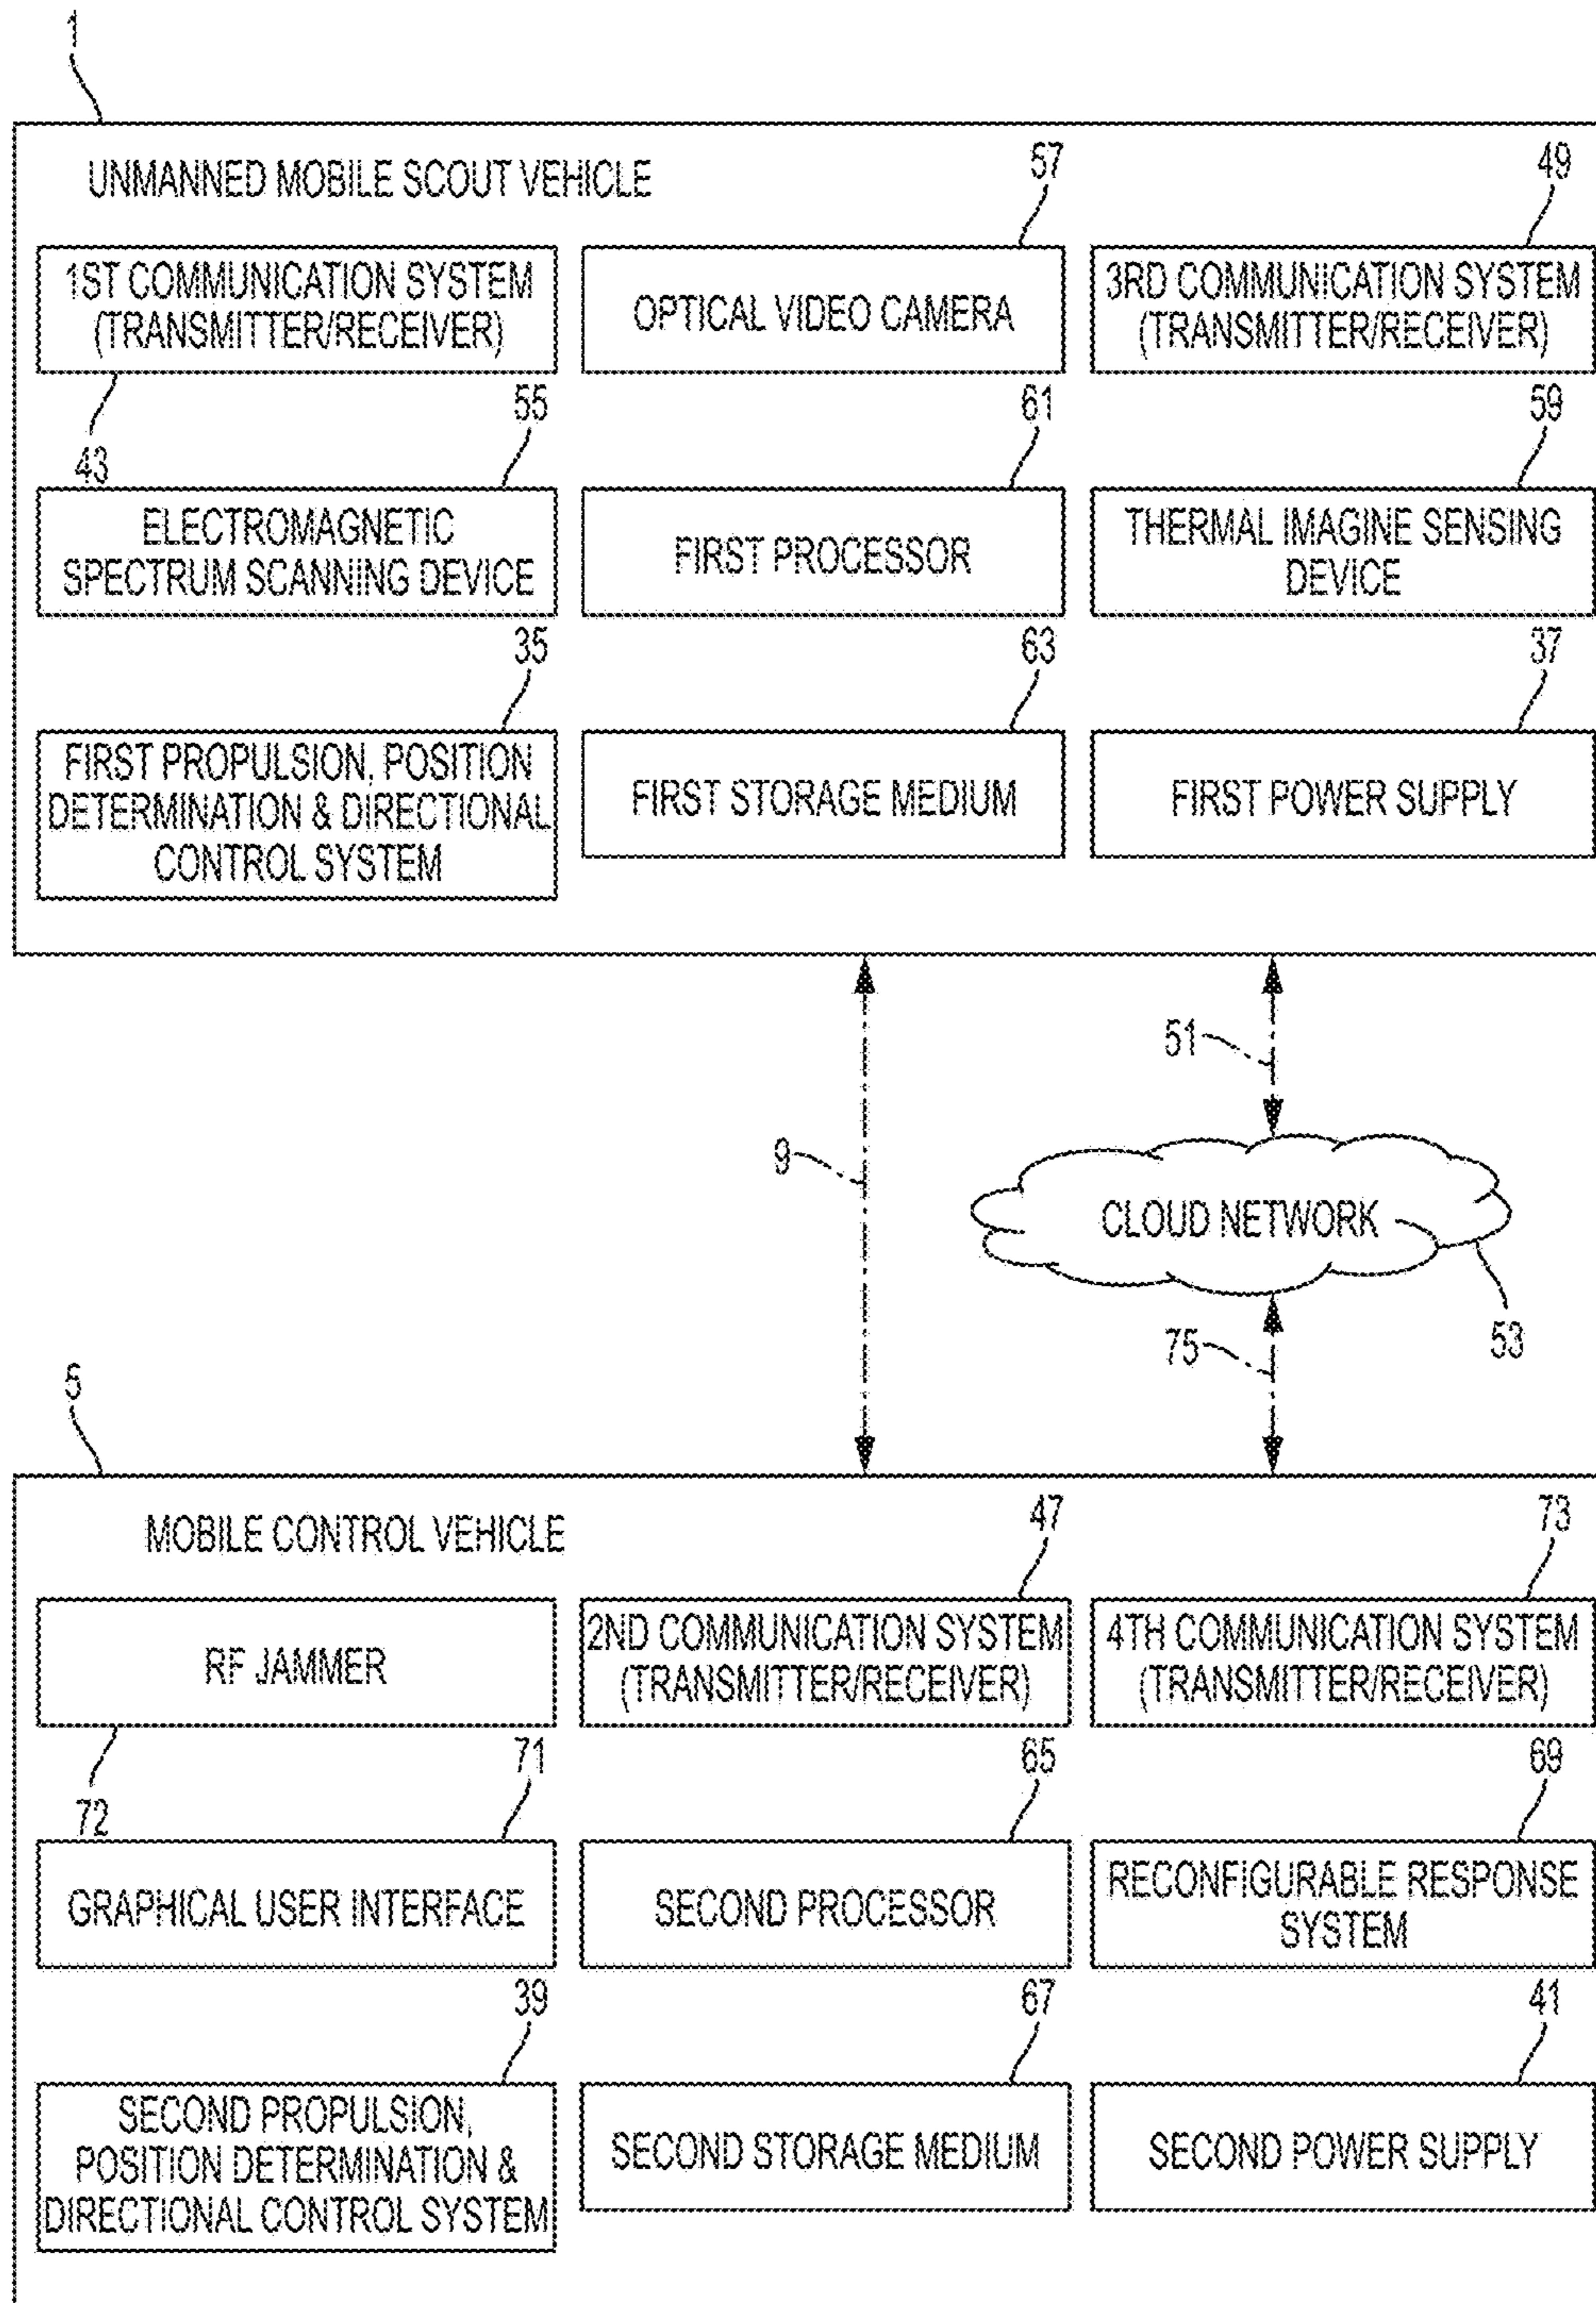 1
UNMANNED MOBILE SCOUT VEHICLE
57
49
1ST COMMUNICATION SYSTEM
(TRANSMITTER/RECEIVER)
OPTICAL VIDEO CAMERA
3RD COMMUNICATION SYSTEM
(TRANSMITTER/RECEIVER)
43
55
61
59
ELECTROMAGNETIC
SPECTRUM SCANNING DEVICE
FIRST PROCESSOR
THERMAL IMAGINE SENSING
DEVICE
35
63
37
FIRST PROPULSION, POSITION
DETERMINATION & DIRECTIONAL
CONTROL SYSTEM
FIRST STORAGE MEDIUM
FIRST POWER SUPPLY
51
9
CLOUD NETWORK
53
75
5
MOBILE CONTROL VEHICLE
47
73
RF JAMMER
2ND COMMUNICATION SYSTEM
(TRANSMITTER/RECEIVER)
4TH COMMUNICATION SYSTEM
(TRANSMITTER/RECEIVER)
72
71
65
69
GRAPHICAL USER INTERFACE
SECOND PROCESSOR
RECONFIGURABLE RESPONSE
SYSTEM
39
67
41
SECOND PROPULSION,
POSITION DETERMINATION &
DIRECTIONAL CONTROL SYSTEM
SECOND STORAGE MEDIUM
SECOND POWER SUPPLY